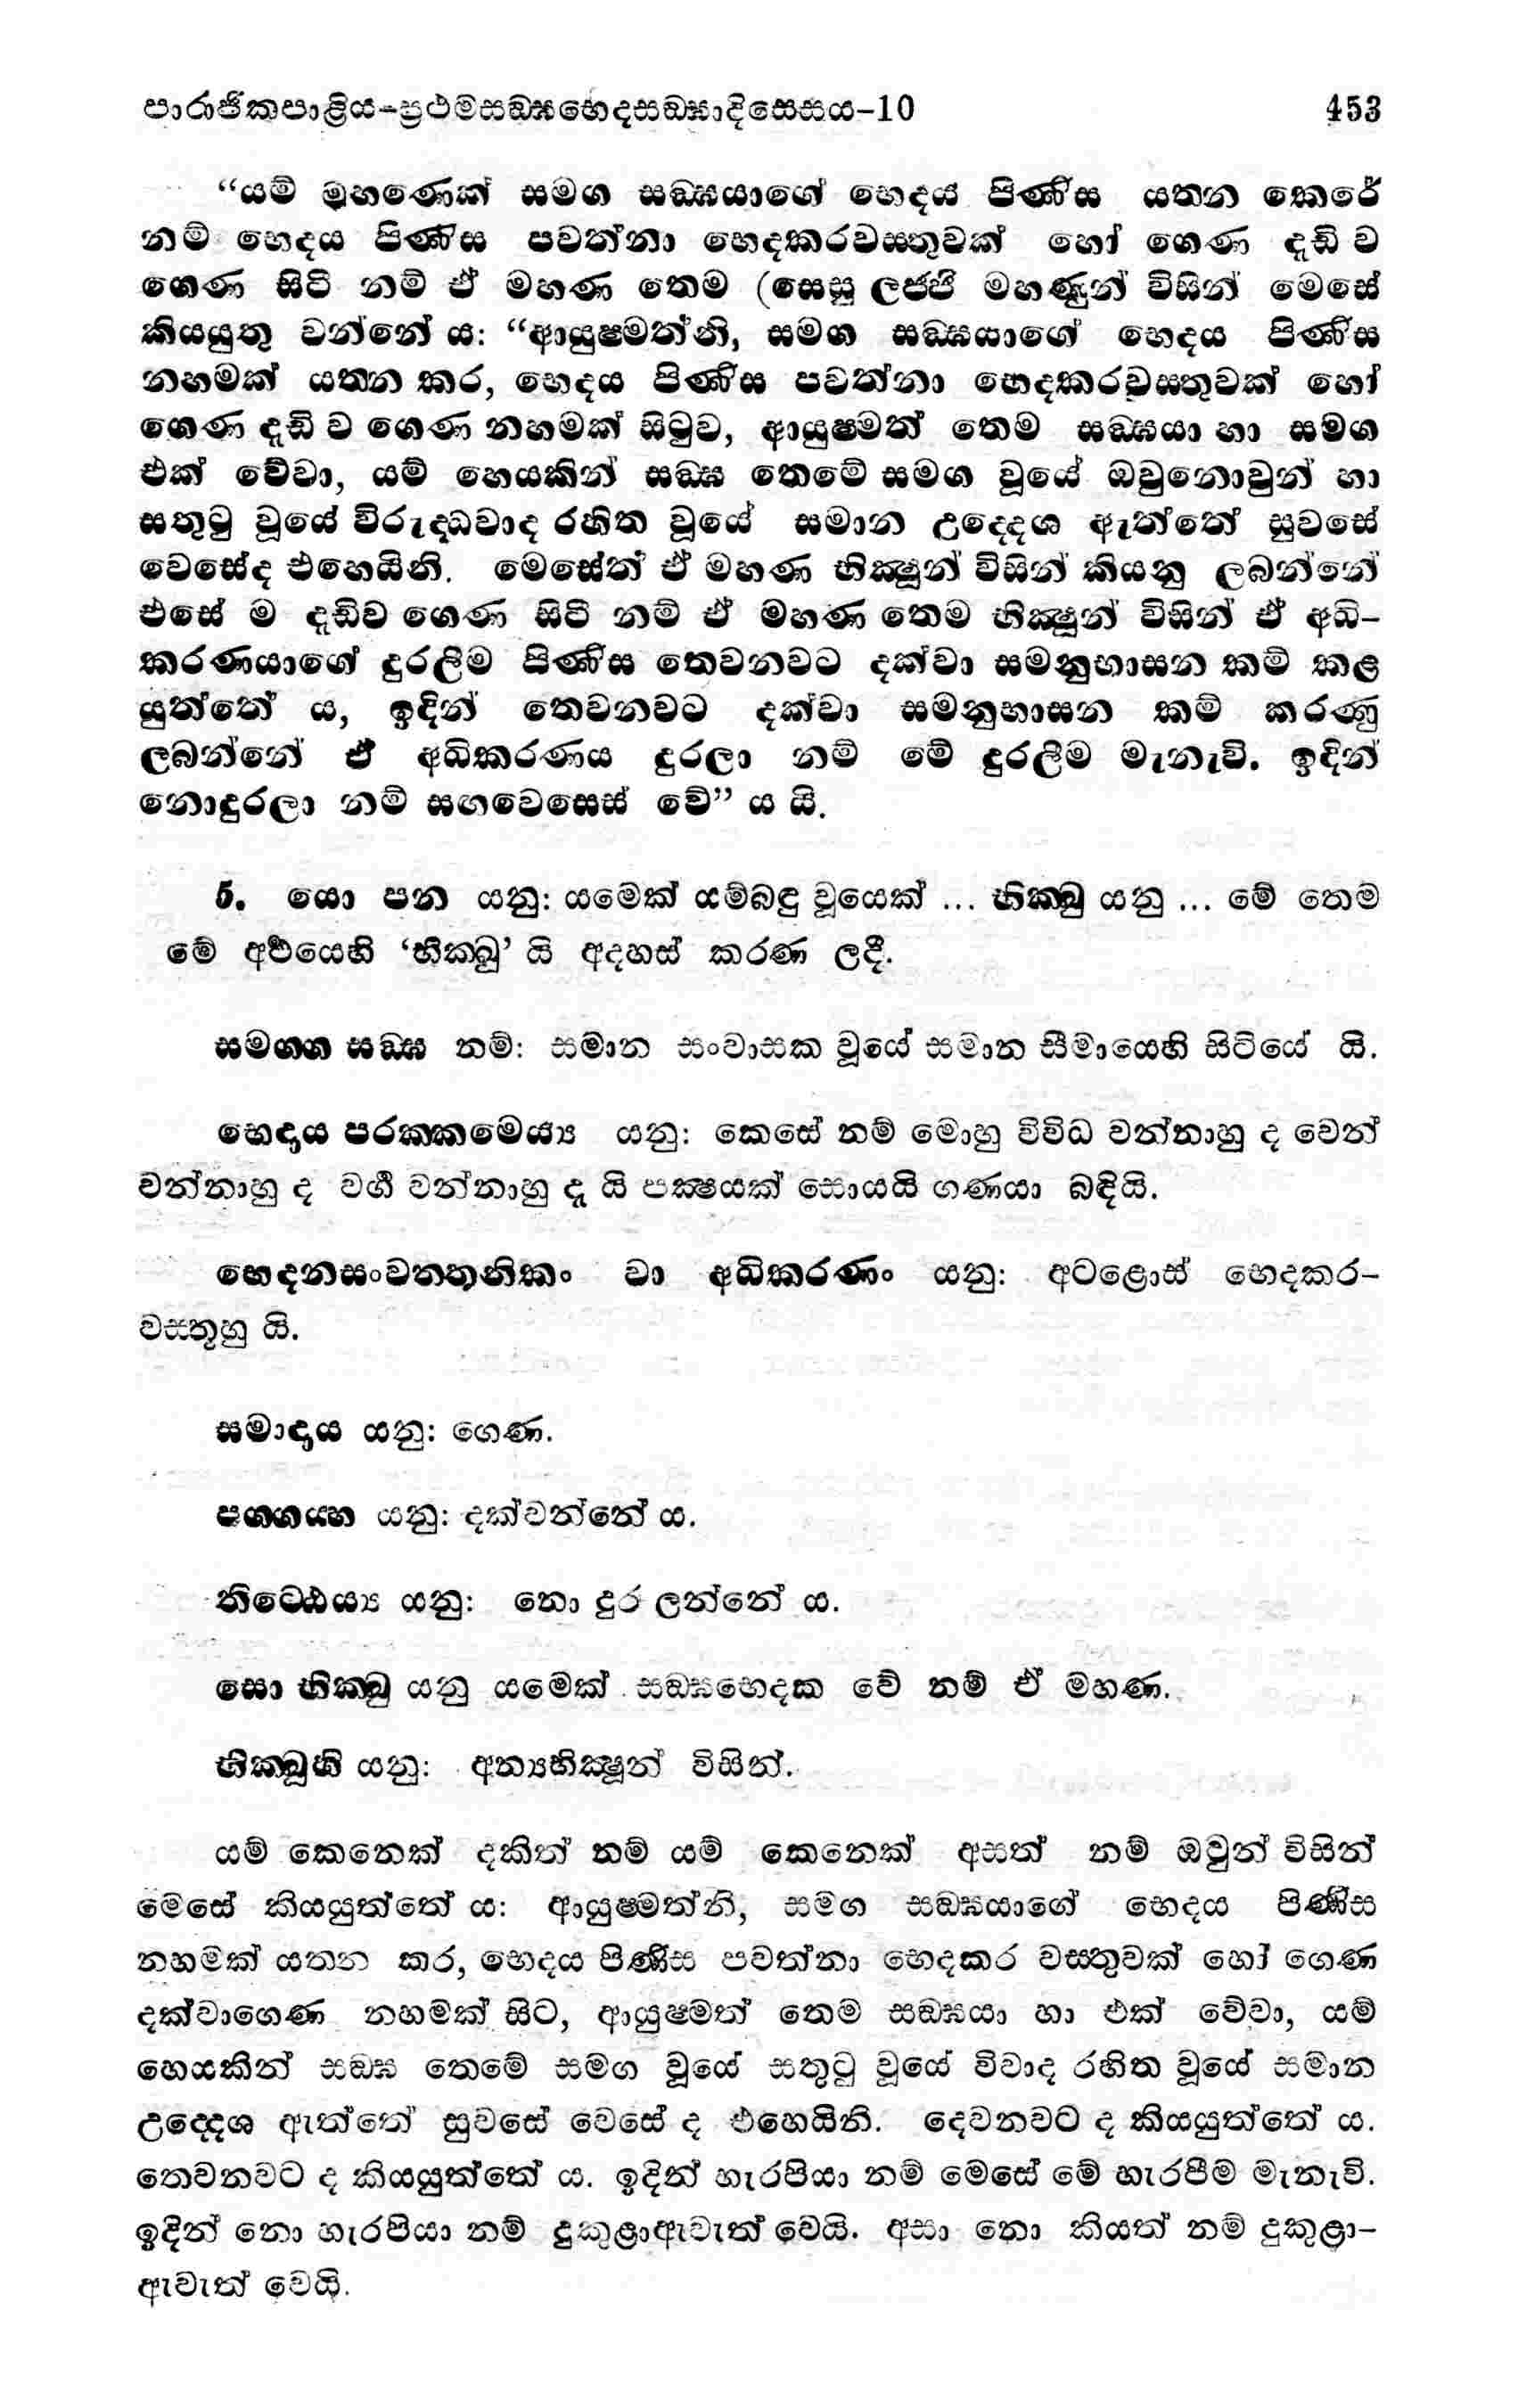 පාරාජිකපාළිය-ප්‍රථමසඞ්ඝභෙදසඞ්ඝාදිසෙසය-10 453
“යම් මහණෙක් සමග සඞ්ඝයාගේ භෙදය පිණිස යත්න කෙරේ
නම් භෙදය පිණිස පවත්නා භෙදකරවස්තුවක් හෝ ගෙණ දැඩි ව
ගෙණ සිටී නම් ඒ මහණ තෙම (සෙසු ලජ්ජි මහණුන් විසින් මෙසේ
කියයුතු වන්නේ ය: “ආයුෂ්මත්නි, සමග සඞ්ඝයාගේ භෙදය පිණිස
නහමක් යත්න කර, භෙදය පිණිස පවත්නා භෙදකරවස්තුවක් හෝ
ගෙණ දැඩි ව ගෙණ නහමක් සිටුව, ආයුෂ්මත් තෙම සඞ්ඝයා හා සමග
එක් වේවා, යම් හෙයකින් සඞ්ඝ තෙමේ සමග වූයේ ඔවුනොවුන් හා
සතුටු වූයේ විරුද්ධවාද රහිත වූයේ සමාන උද්දෙශ ඇත්තේ සුවසේ
වෙසේද එහෙයිනි. මෙසේත් ඒ මහණ භික්ෂූන් විසින් කියනු ලබන්නේ
එසේ ම දැඩිව ගෙණ සිටී නම් ඒ මහණ තෙම භික්ෂූන් විසින් ඒ අධි-
කරණයාගේ දුරලීම පිණිස තෙවනවට දක්වා සමනුභාසන කම් කළ
යුත්තේ ය, ඉදින් තෙවනවට දක්වා සමනුභාසන කම් කරණු
ලබන්නේ ඒ අධිකරණය දුරලා නම් මේ දුරලීම මැනැවි. ඉදින්
නොදුරලා නම් සඟවෙසෙස් වේ” ය යි.
5. යො පන යනු: යමෙක් යම්බඳු වූයෙක් ... භික්ඛු යනු ... මේ තෙම
මේ අර්ථයෙහි ‘භික්ඛූ’ යි අදහස් කරණ ලදී.
සමග්ග සඞ්ඝ නම්: සමාන සංවාසක වූයේ සමාන සීමායෙහි සිටියේ යි.
භෙදාය පරක්කමෙය්‍ය යනු: කෙසේ නම් මොහු විවිධ වන්නාහු ද වෙන්
වන්නාහු ද වර්ග වන්නාහු දැ යි පක්ෂයක් සොයයි ගණයා බඳියි.
භෙදනසංවත්තනිකං වා අධිකරණං යනු: අටළොස් භෙදකර-
වස්තූහු යි.
සමාදාය යනු: ගෙණ.
පග්ගය්හ යනු: දක්වන්නේ ය.
තිට්ඨෙය්‍ය යනු: නො දුර ලන්නේ ය.
සො භික්ඛු යනු යමෙක් සඞ්ඝභෙදක වේ නම් ඒ මහණ.
භික්ඛූහි යනු: අන්‍යභික්ෂූන් විසින්.
යම් කෙනෙක් දකිත් නම් යම් කෙනෙක් අසත් නම් ඔවුන් විසින්
මෙසේ කියයුත්තේ ය: ආයුෂ්මත්නි, සමග සඞ්ඝයාගේ භෙදය පිණිස
නහමක් යත්න කර, භෙදය පිණිස පවත්නා භෙදකර වස්තුවක් හෝ ගෙණ
දක්වාගෙණ නහමක් සිට, ආයුෂ්මත් තෙම සඞ්ඝයා හා එක් වේවා, යම්
හෙයකින් සඞ්ඝ තෙමේ සමග වූයේ සතුටු වූයේ විවාද රහිත වූයේ සමාන
උද්දෙශ ඇත්තේ සුවසේ වෙසේ ද එහෙයිනි. දෙවනවට ද කියයුත්තේ ය.
තෙවනවට ද කියයුත්තේ ය. ඉදින් හැරපියා නම් මෙසේ මේ හැරපීම මැනැවි.
ඉදින් නො හැරපියා නම් දුකුළාඇවැත් වෙයි. අසා නො කියත් නම් දුකුළා-
ඇවැත් වෙයි.